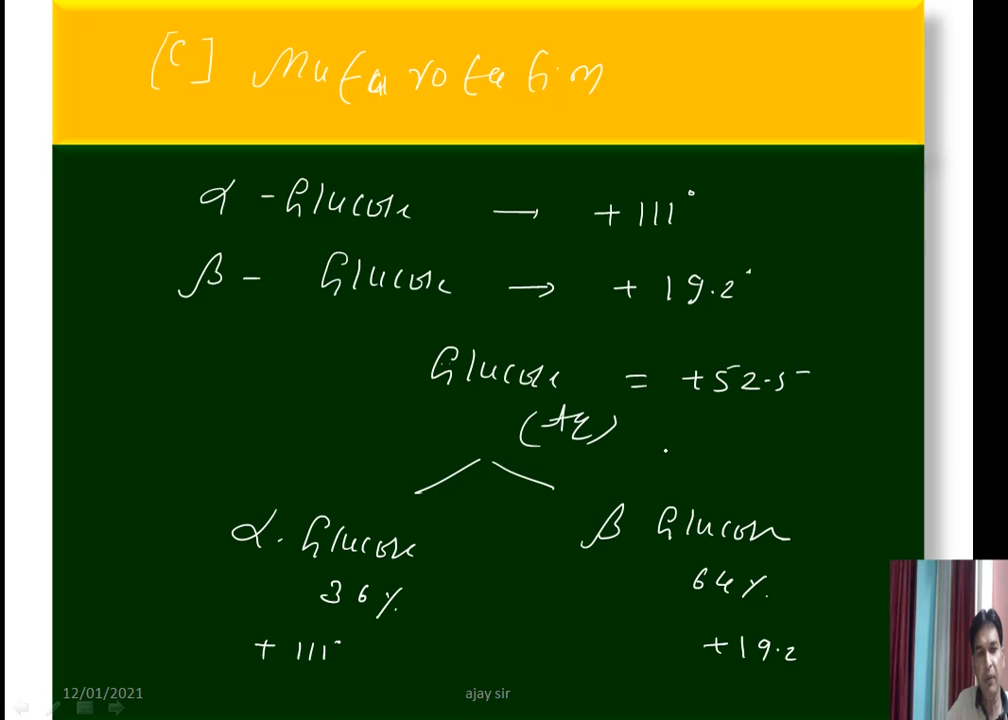 [C] Mutarotation
α - Glucose → + 111°
β - Glucose → + 19.2°
Glucose = +52.5
(Aq)
α. Glucose β Glucose
36% 64%
+ 111° +19.2
12/01/2021 ajay sir